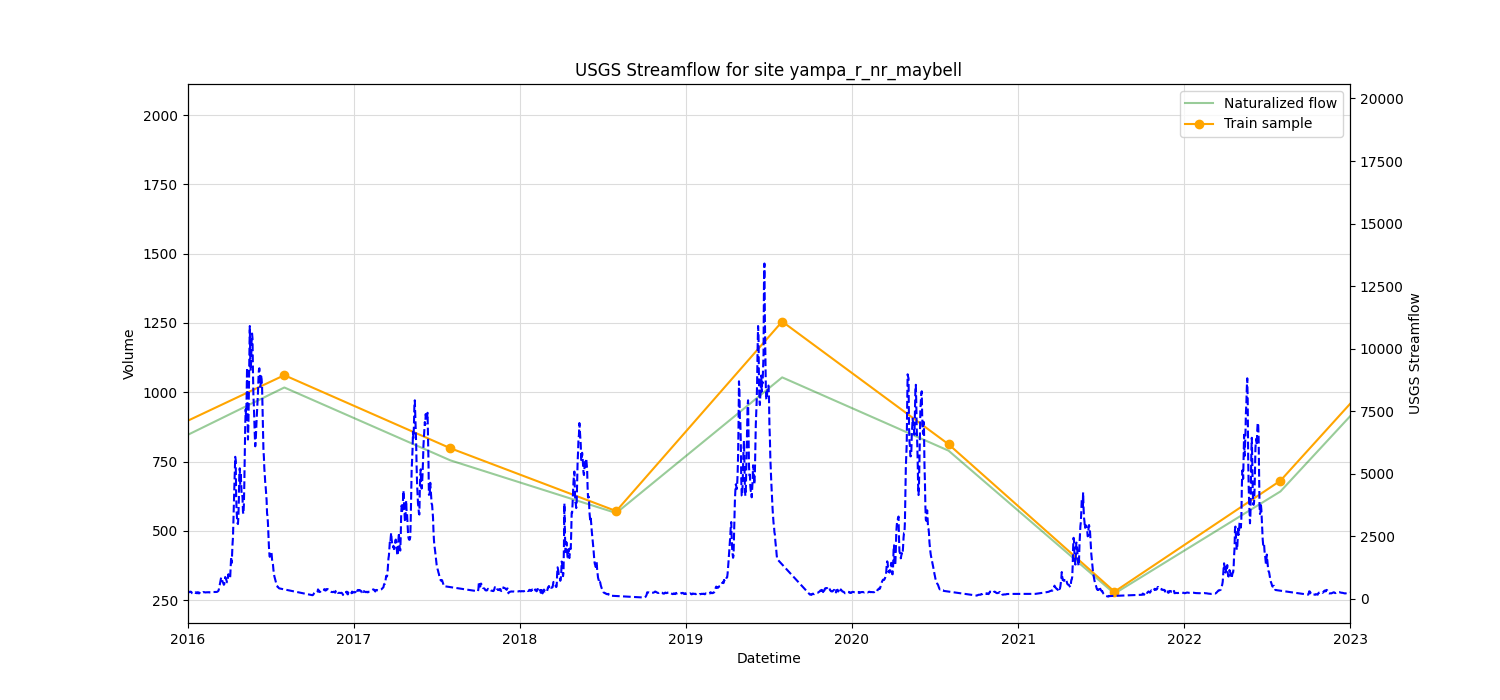 USGS Streamflow for site yampa_r_nr_maybell
Naturalized flow
Train sample
Volume
2000
1750
1500
1250
1000
750
500
250
20000
17500
15000
12500
10000
7500
5000
2500
0
USGS Streamflow
2016 2017 2018 2019 2020 2021 2022 2023
Datetime